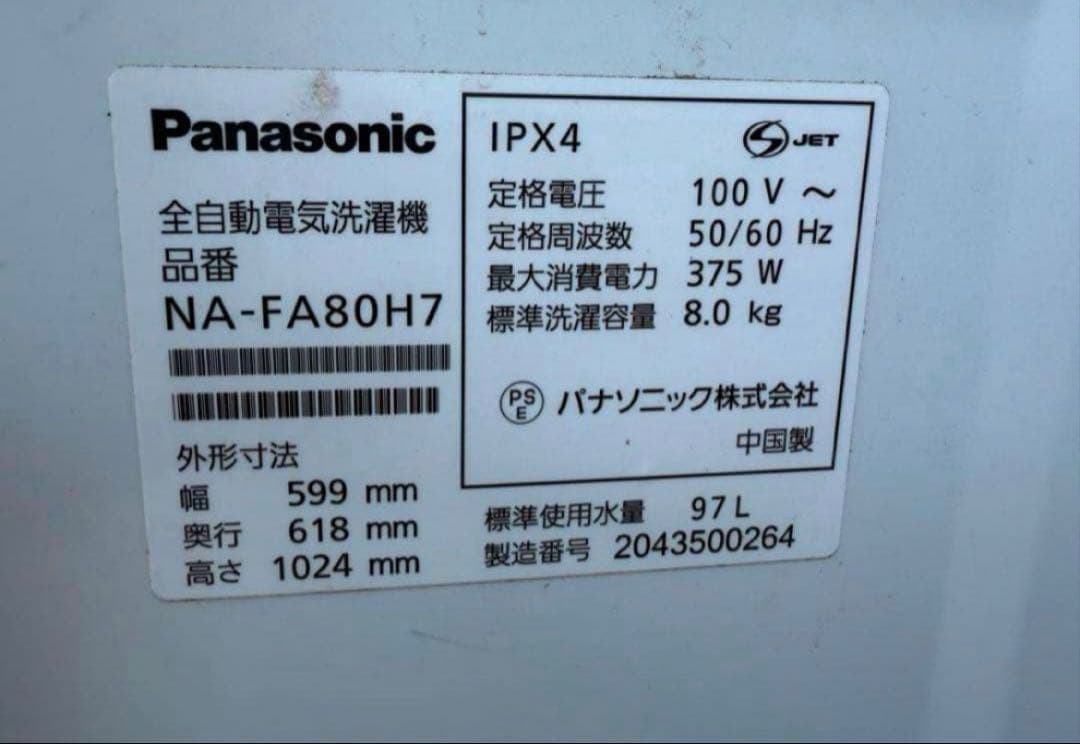 Panasonic
全自動電気洗濯機
品番
NA-FA80H7
外形寸法
幅 599 mm
奥行 618 mm
高さ 1024 mm
IPX4
S JET
定格電圧 100 V ～
定格周波数 50/60 Hz
最大消費電力 375 W
標準洗濯容量 8.0 kg
PS
E
パナソニック株式会社
中国製
標準使用水量 97 L
製造番号 2043500264